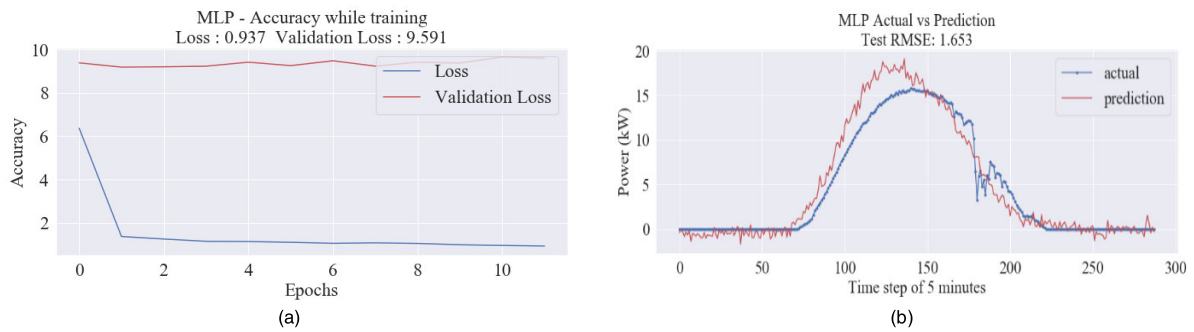 MLP - Accuracy while training
Loss : 0.937 Validation Loss : 9.591
10
8
6
4
2
Accuracy
Loss
Validation Loss
0 2 4 6 8 10
Epochs
(a)
MLP Actual vs Prediction
Test RMSE: 1.653
20
15
10
5
0
Power (kW)
actual
prediction
0 50 100 150 200 250 300
Time step of 5 minutes
(b)